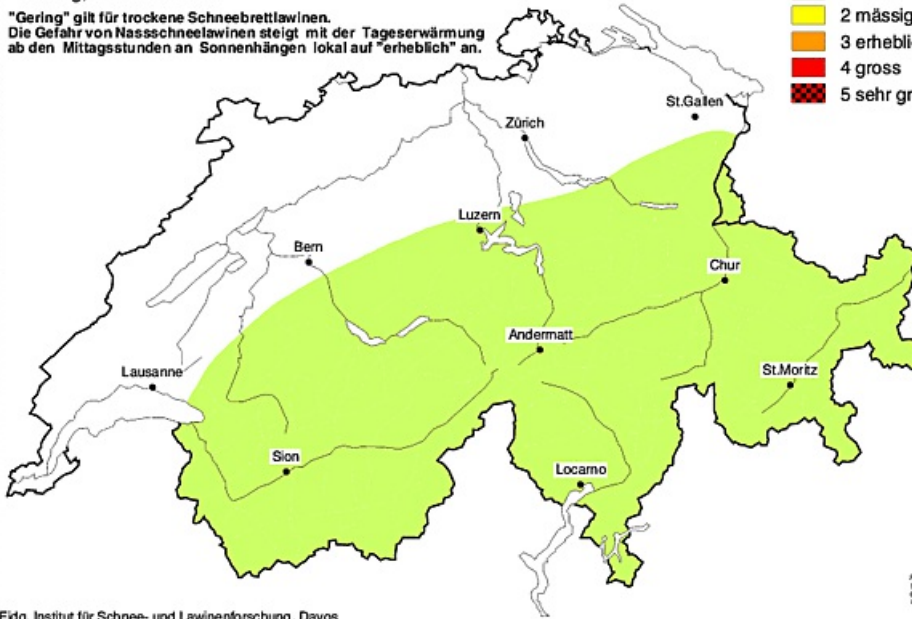 "Gering" gilt für trockene Schneebrettlawinen.
Die Gefahr von Nassschneelawinen steigt mit der Tageserwärmung
ab den Mittagsstunden an Sonnenhängen lokal auf "erheblich" an.
2 mässig
3 erhebli
4 gross
5 sehr gr
St.Gallen
Zürich
Luzern
Bern
Chur
Andermatt
Lausanne
St.Moritz
Sion
Locarno
Eidg. Institut für Schnee- und Lawinenforschung, Davos